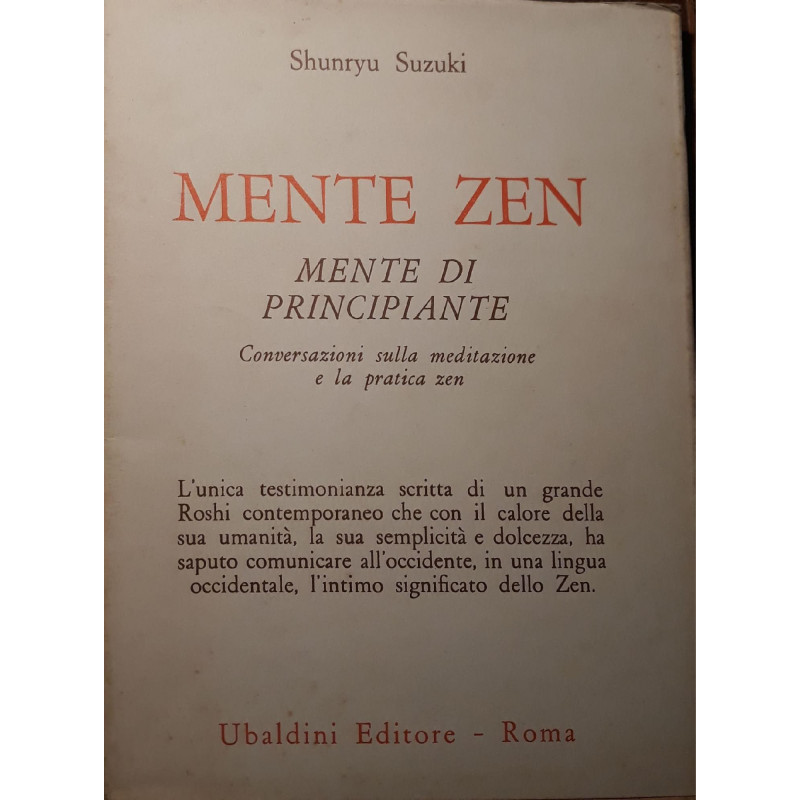 Shunryu Suzuki
MENTE ZEN
MENTE DI
PRINCIPIANTE
Conversazioni sulla meditazione
e la pratica zen
L'unica testimonianza scritta di un grande
Roshi contemporaneo che con il calore della
sua umanità, la sua semplicità e dolcezza, ha
saputo comunicare all'occidente, in una lingua
occidentale, l'intimo significato dello Zen.
Ubaldini Editore - Roma